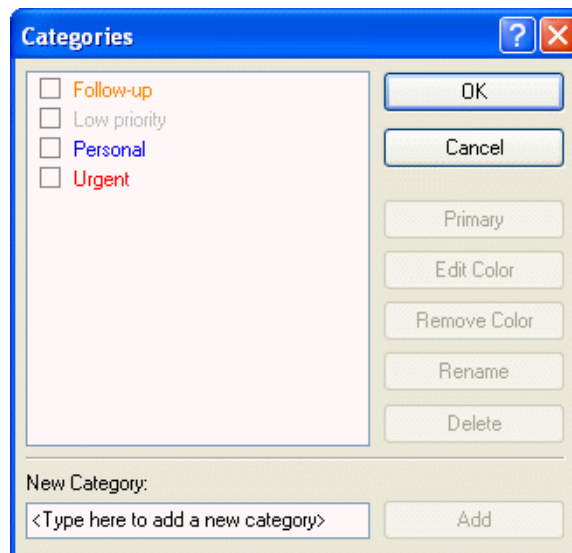 Categories
Follow-up
Low priority
Personal
Urgent
OK
Cancel
Primary
Edit Color
Remove Color
Rename
Delete
New Category:
<Type here to add a new category>
Add